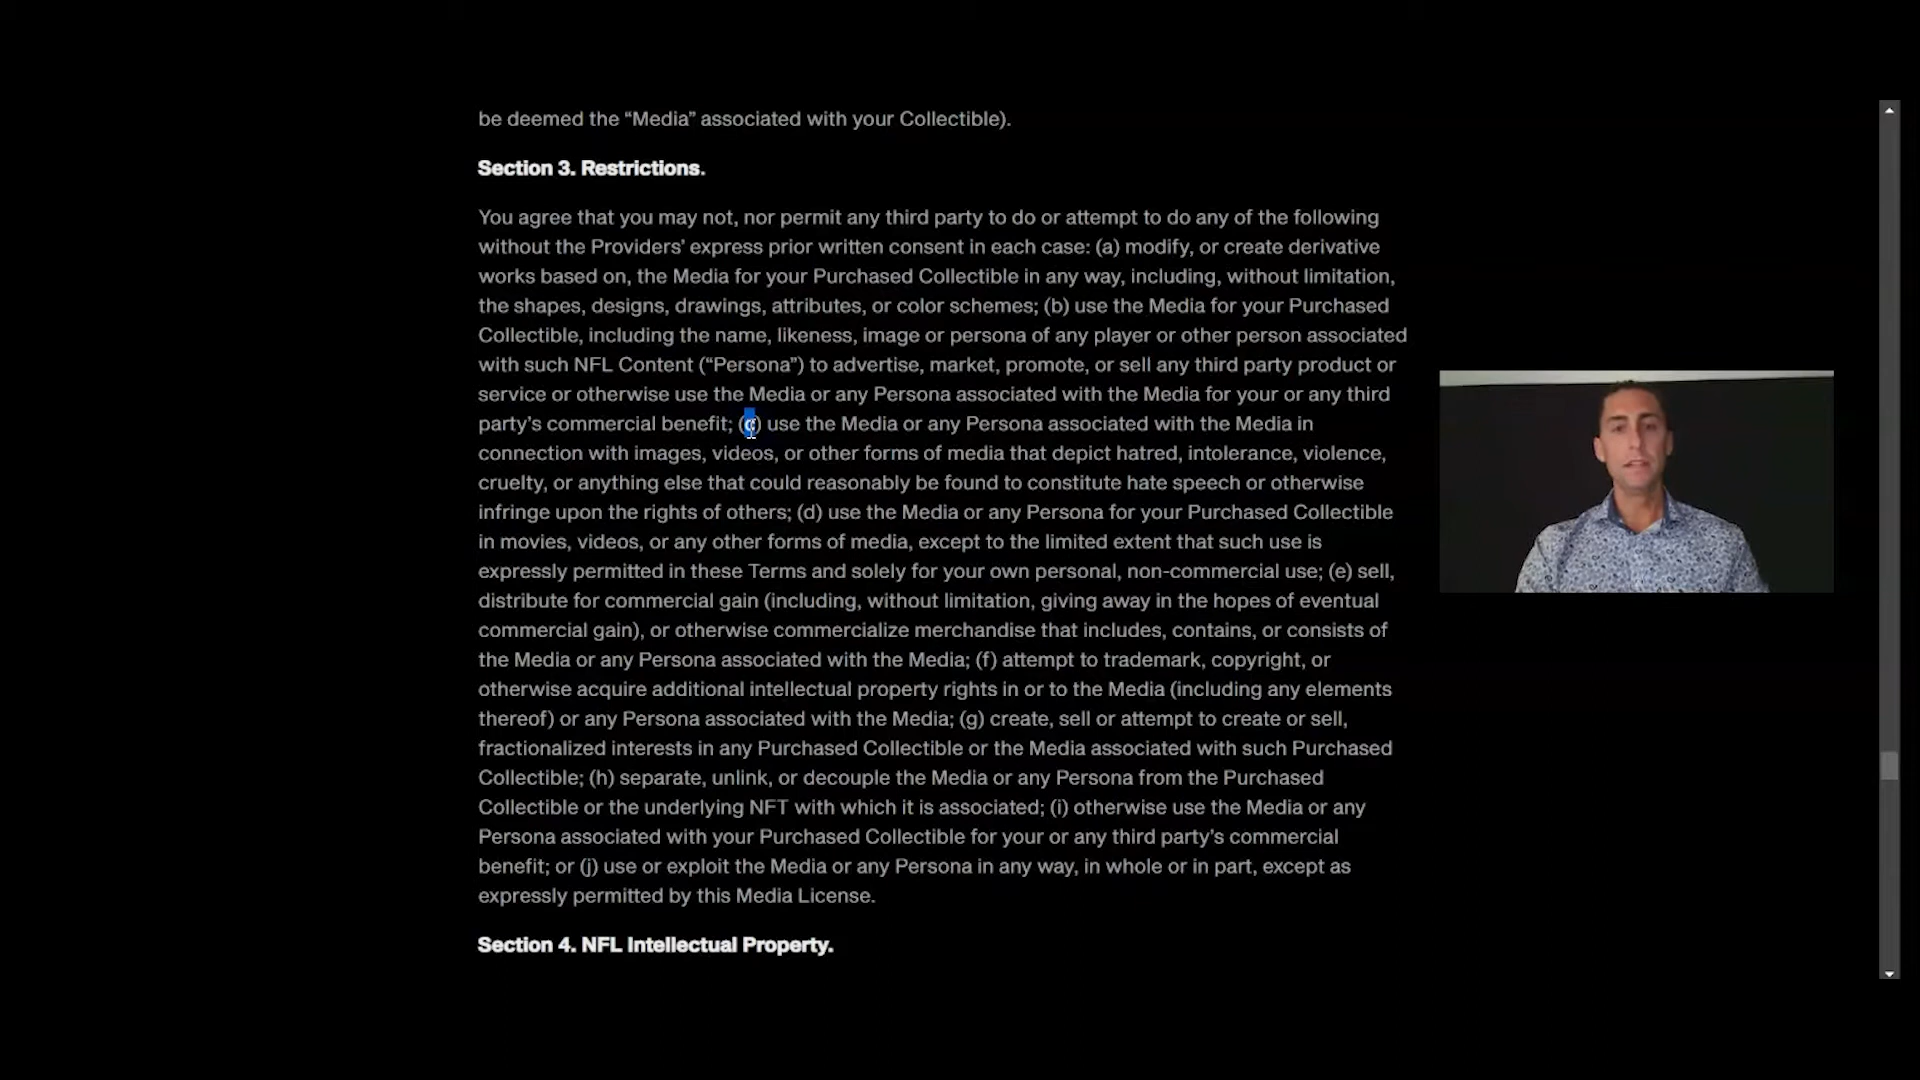 be deemed the “Media” associated with your Collectible).
Section 3. Restrictions.
You agree that you may not, nor permit any third party to do or attempt to do any of the following
without the Providers’ express prior written consent in each case: (a) modify, or create derivative
works based on, the Media for your Purchased Collectible in any way, including, without limitation,
the shapes, designs, drawings, attributes, or color schemes; (b) use the Media for your Purchased
Collectible, including the name, likeness, image or persona of any player or other person associated
with such NFL Content (“Persona”) to advertise, market, promote, or sell any third party product or
service or otherwise use the Media or any Persona associated with the Media for your or any third
party’s commercial benefit; (c) use the Media or any Persona associated with the Media in
connection with images, videos, or other forms of media that depict hatred, intolerance, violence,
cruelty, or anything else that could reasonably be found to constitute hate speech or otherwise
infringe upon the rights of others; (d) use the Media or any Persona for your Purchased Collectible
in movies, videos, or any other forms of media, except to the limited extent that such use is
expressly permitted in these Terms and solely for your own personal, non-commercial use; (e) sell,
distribute for commercial gain (including, without limitation, giving away in the hopes of eventual
commercial gain), or otherwise commercialize merchandise that includes, contains, or consists of
the Media or any Persona associated with the Media; (f) attempt to trademark, copyright, or
otherwise acquire additional intellectual property rights in or to the Media (including any elements
thereof) or any Persona associated with the Media; (g) create, sell or attempt to create or sell,
fractionalized interests in any Purchased Collectible or the Media associated with such Purchased
Collectible; (h) separate, unlink, or decouple the Media or any Persona from the Purchased
Collectible or the underlying NFT with which it is associated; (i) otherwise use the Media or any
Persona associated with your Purchased Collectible for your or any third party’s commercial
benefit; or (j) use or exploit the Media or any Persona in any way, in whole or in part, except as
expressly permitted by this Media License.
Section 4. NFL Intellectual Property.